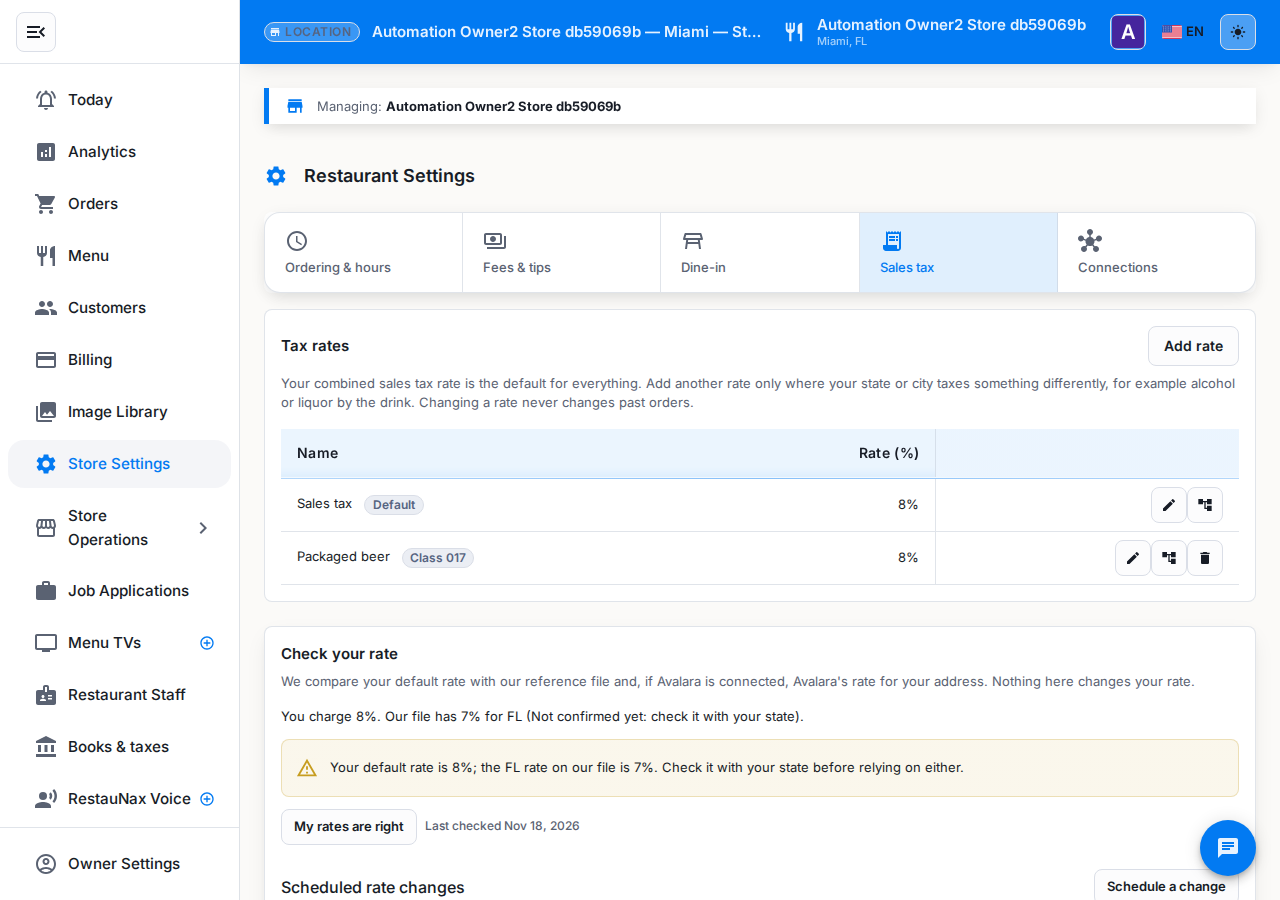 LOCATION
Automation Owner2 Store db59069b — Miami — St...
Automation Owner2 Store db59069b
Miami, FL
A
EN
Today
Analytics
Orders
Menu
Customers
Billing
Image Library
Store Settings
Store
Operations
Job Applications
Menu TVs
Restaurant Staff
Books & taxes
RestauNax Voice
Owner Settings
Managing: Automation Owner2 Store db59069b
Restaurant Settings
Ordering & hours
Fees & tips
Dine-in
Sales tax
Connections
Tax rates
Add rate
Your combined sales tax rate is the default for everything. Add another rate only where your state or city taxes something differently, for example alcohol
or liquor by the drink. Changing a rate never changes past orders.
Name
Rate (%)
Sales tax
Default
8%
Packaged beer
Class 017
8%
Check your rate
We compare your default rate with our reference file and, if Avalara is connected, Avalara's rate for your address. Nothing here changes your rate.
You charge 8%. Our file has 7% for FL (Not confirmed yet: check it with your state).
Your default rate is 8%; the FL rate on our file is 7%. Check it with your state before relying on either.
My rates are right
Last checked Nov 18, 2026
Scheduled rate changes
Schedule a change